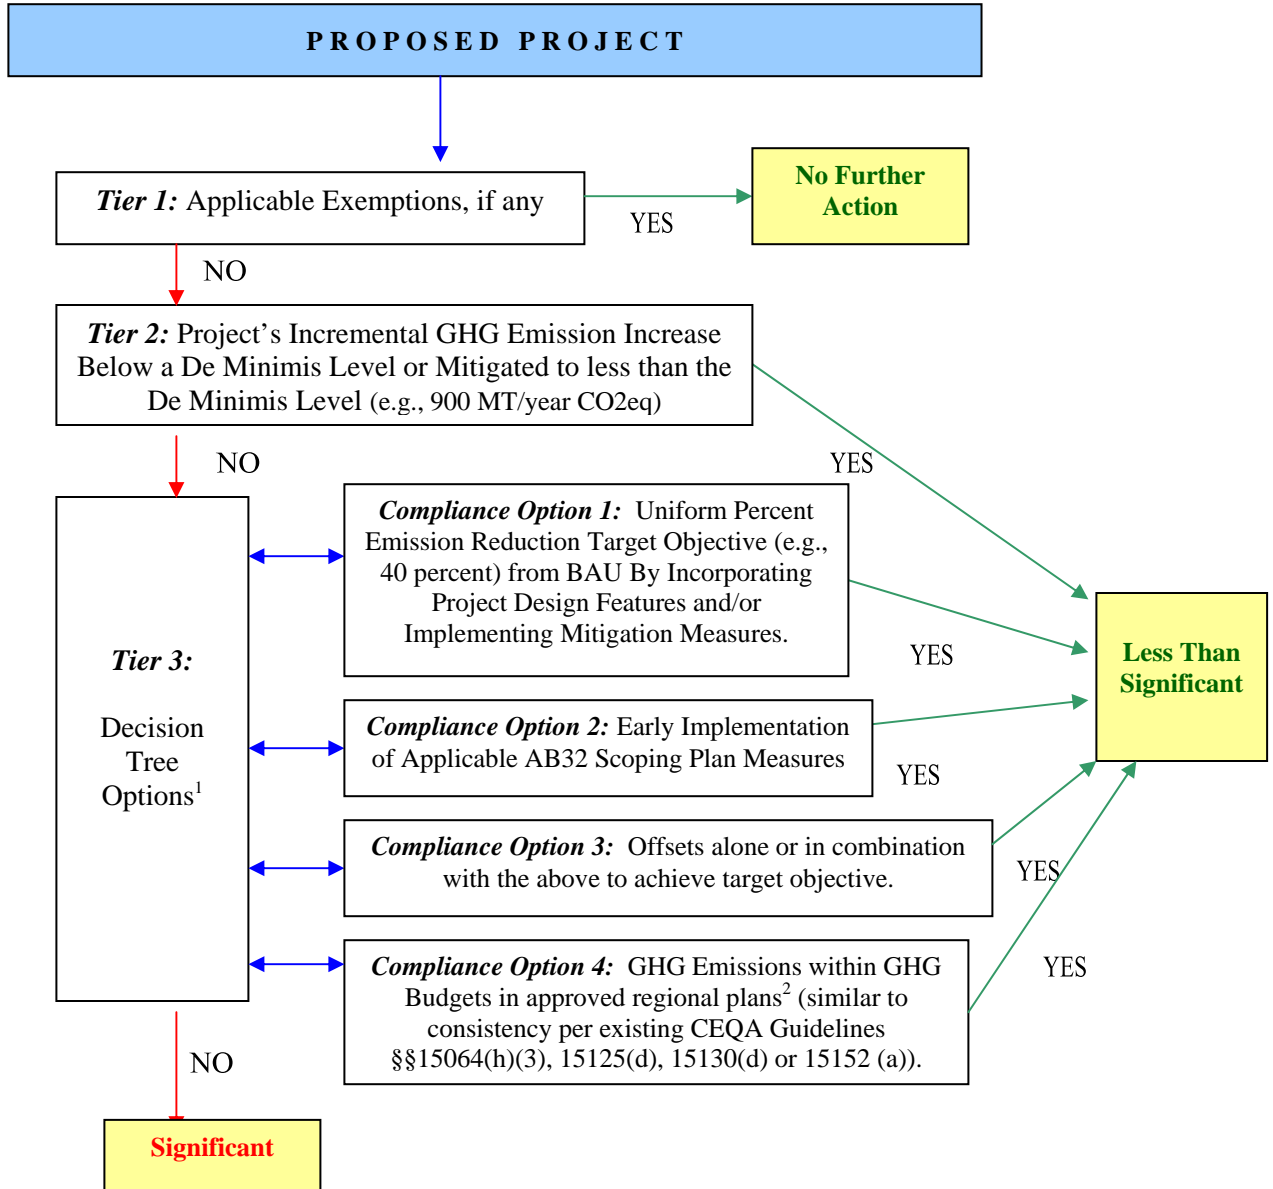 PROPOSED PROJECT
Tier 1: Applicable Exemptions, if any
YES
No Further
Action
NO
Tier 2: Project’s Incremental GHG Emission Increase
Below a De Minimis Level or Mitigated to less than the
De Minimis Level (e.g., 900 MT/year CO2eq)
YES
NO
Tier 3:
Decision
Tree
Options1
Compliance Option 1: Uniform Percent
Emission Reduction Target Objective (e.g.,
40 percent) from BAU By Incorporating
Project Design Features and/or
Implementing Mitigation Measures.
YES
Less Than
Significant
Compliance Option 2: Early Implementation
of Applicable AB32 Scoping Plan Measures
YES
Compliance Option 3: Offsets alone or in combination
with the above to achieve target objective.
YES
Compliance Option 4: GHG Emissions within GHG
Budgets in approved regional plans2 (similar to
consistency per existing CEQA Guidelines
§§15064(h)(3), 15125(d), 15130(d) or 15152 (a)).
YES
NO
Significant